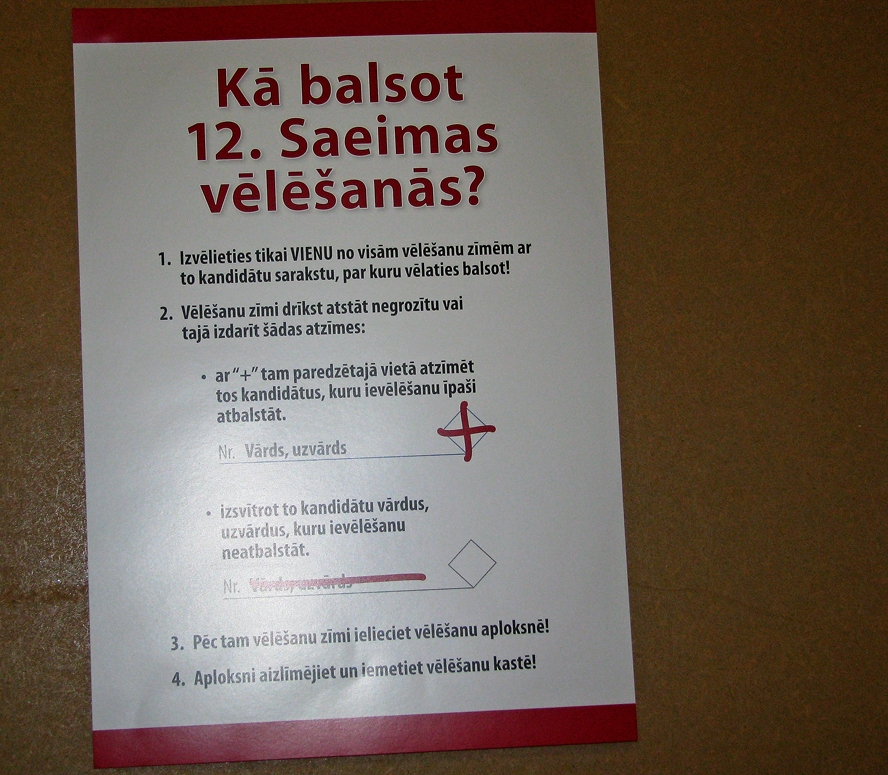 Kā balsot
12. Saeimas
vēlēšanās?
1. Izvēlieties tikai VIENU no visām vēlēšanu zīmēm ar
to kandidātu sarakstu, par kuru vēlaties balsot!
2. Vēlēšanu zīmi drīkst atstāt negrozītu vai
tajā izdarīt šādas atzīmes:
• ar “+” tam paredzētajā vietā atzīmēt
tos kandidātus, kuru ievēlēšanu īpaši
atbalstāt.
Nr. Vārds, uzvārds
• izsvītrot to kandidātu vārdus,
uzvārdus, kuru ievēlēšanu
neatbalstāt.
Nr. Vārds, uzvārds
3. Pēc tam vēlēšanu zīmi ielieciet vēlēšanu aploksnē!
4. Aploksni aizlīmējiet un iemetiet vēlēšanu kastē!